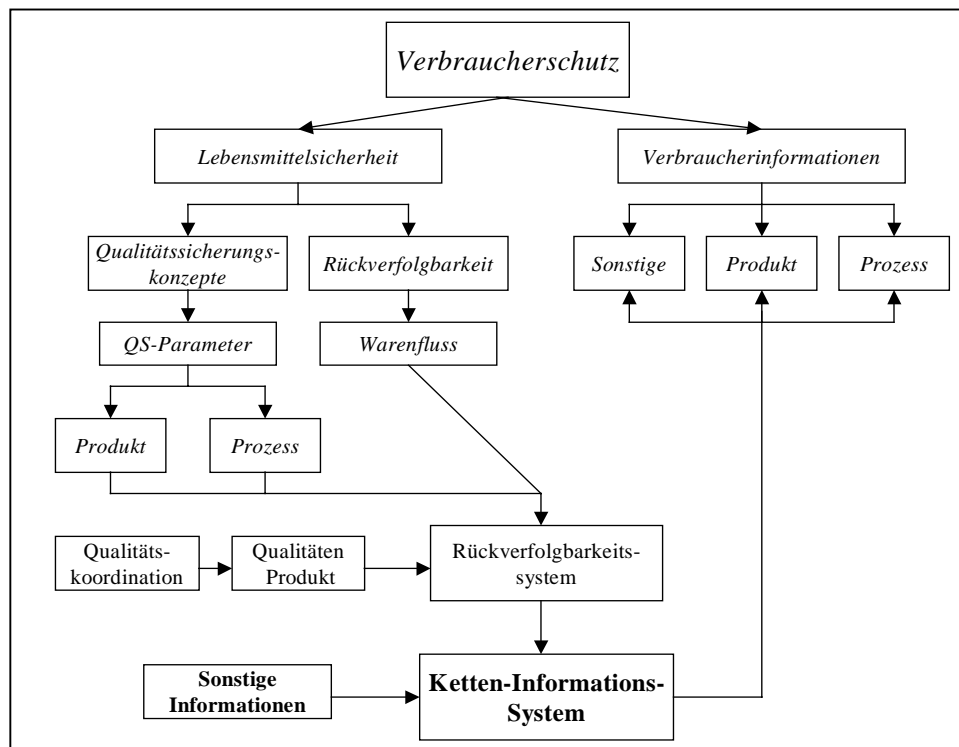 Verbraucherschutz
Lebensmittelsicherheit
Verbraucherinformationen
Qualitätssicherungs-
konzepte
Rückverfolgbarkeit
Sonstige
Produkt
Prozess
QS-Parameter
Warenfluss
Produkt
Prozess
Qualitäts-
koordination
Qualitäten
Produkt
Rückverfolgbarkeits-
system
Sonstige
Informationen
Ketten-Informations-
System